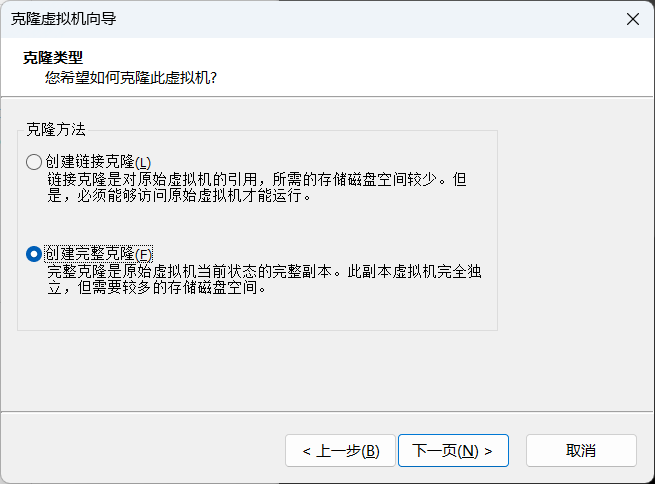 克隆虚拟机向导
克隆类型
您希望如何克隆此虚拟机?
克隆方法
创建链接克隆(L)
链接克隆是对原始虚拟机的引用，所需的存储磁盘空间较少。但
是，必须能够访问原始虚拟机才能运行。
创建完整克隆(F)
完整克隆是原始虚拟机当前状态的完整副本。此副本虚拟机完全独
立，但需要较多的存储磁盘空间。
< 上一步(B)
下一页(N) >
取消